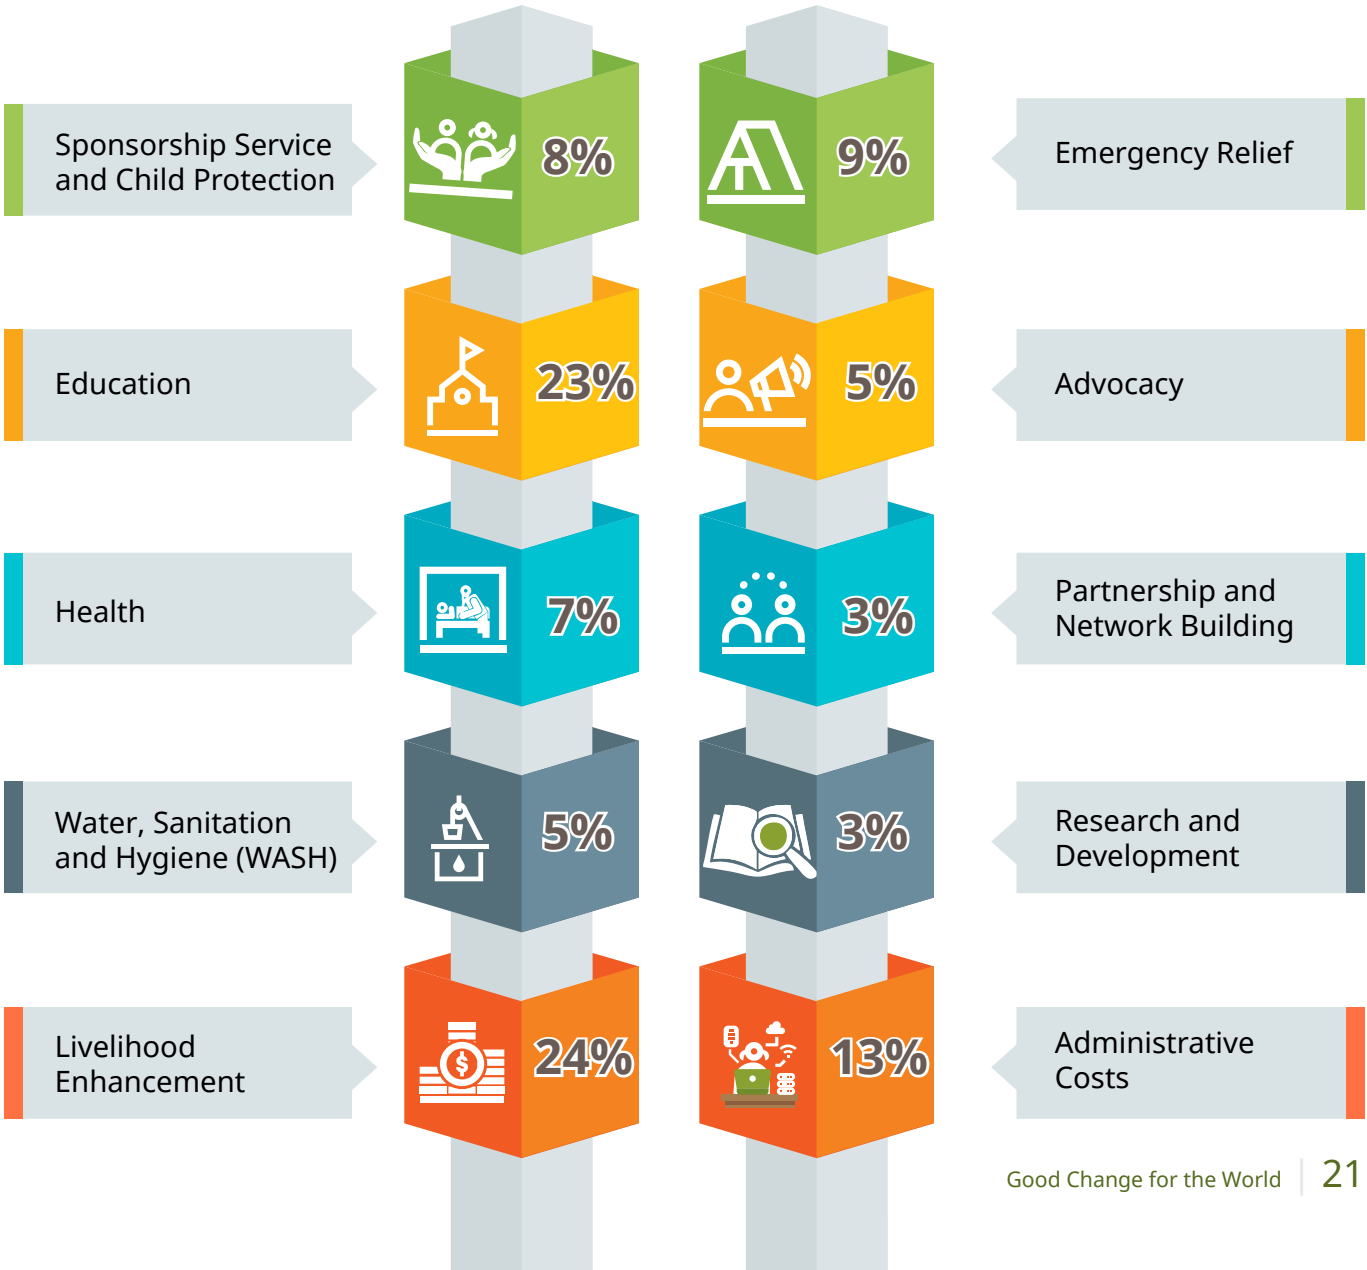 Sponsorship Service
and Child Protection
8%
9%
Emergency Relief
Education
23%
5%
Advocacy
Health
7%
3%
Partnership and
Network Building
Water, Sanitation
and Hygiene (WASH)
5%
3%
Research and
Development
Livelihood
Enhancement
$
24%
13%
Administrative
Costs
Good Change for the World | 21